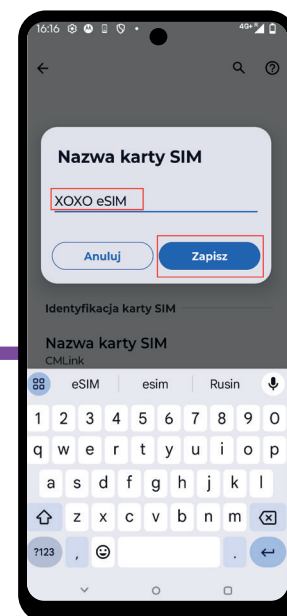 16:16 4G+
Nazwa karty SIM
XOXO eSIM
Anuluj Zapisz
Identyfikacja karty SIM
Nazwa karty SIM
CMLink
eSIM esim Rusin
1 2 3 4 5 6 7 8 9 0
q w e r t y u i o p
a s d f g h j k l
z x c v b n m
?123 , .